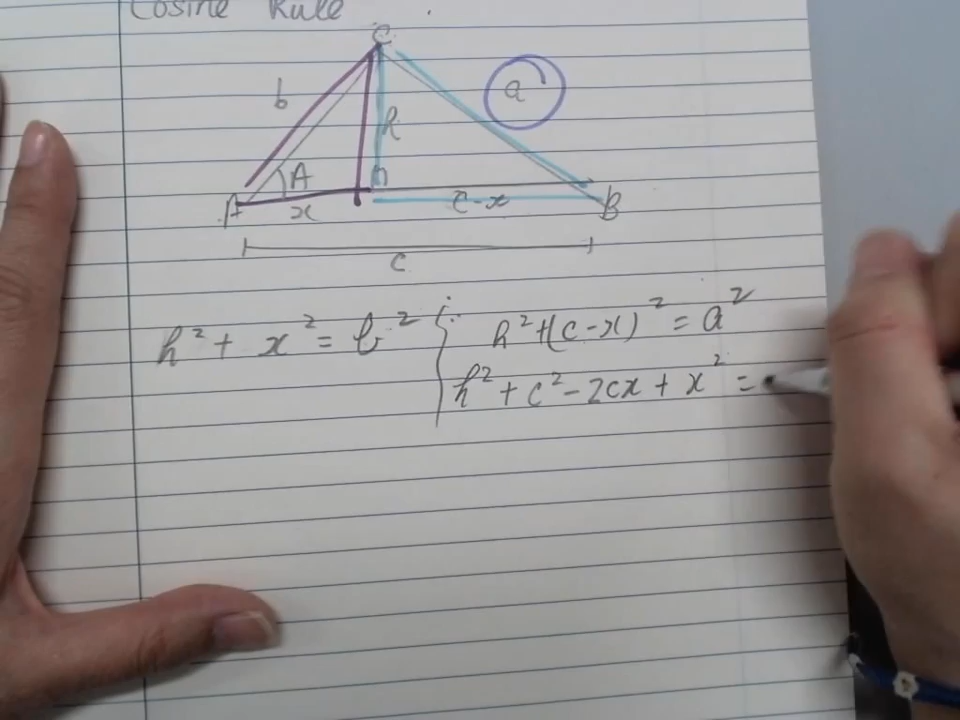 Cosine Rule
C
b
a
h
A
A
x
c-x
B
c
h² + x² = b²
h² + (c-x)² = a²
h² + c² - 2cx + x² =